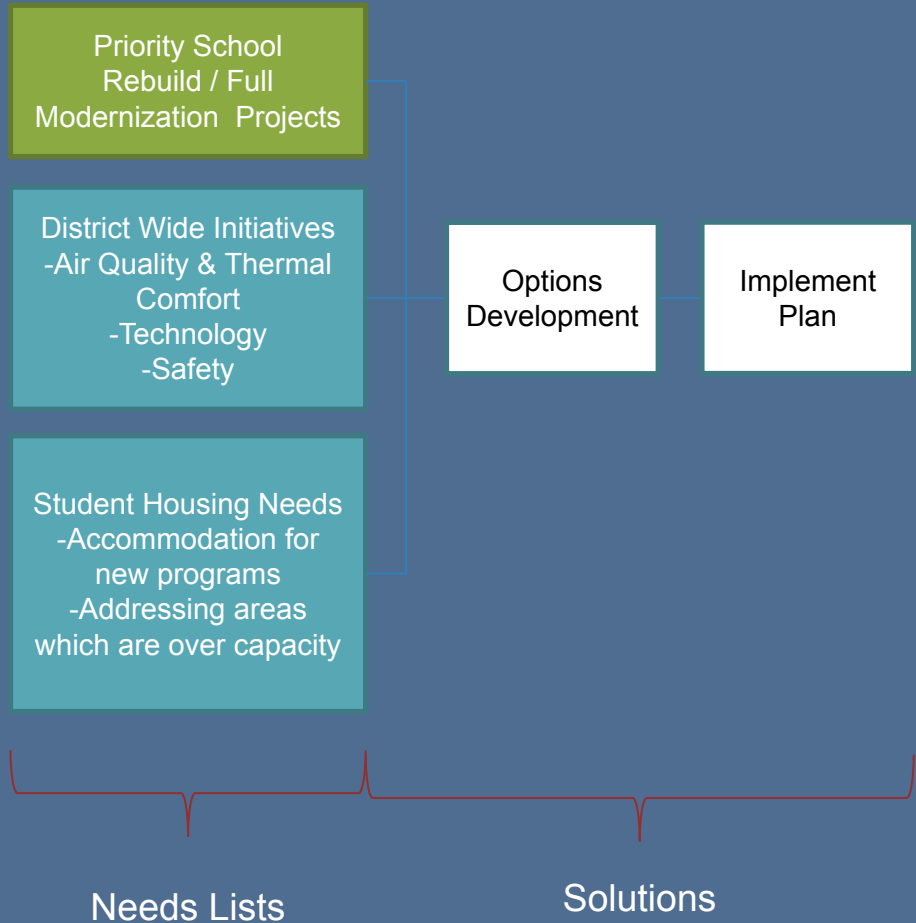 Priority School
Rebuild / Full
Modernization Projects
District Wide Initiatives
-Air Quality & Thermal
Comfort
-Technology
-Safety
Student Housing Needs
-Accommodation for
new programs
-Addressing areas
which are over capacity
Options
Development
Implement
Plan
Needs Lists
Solutions